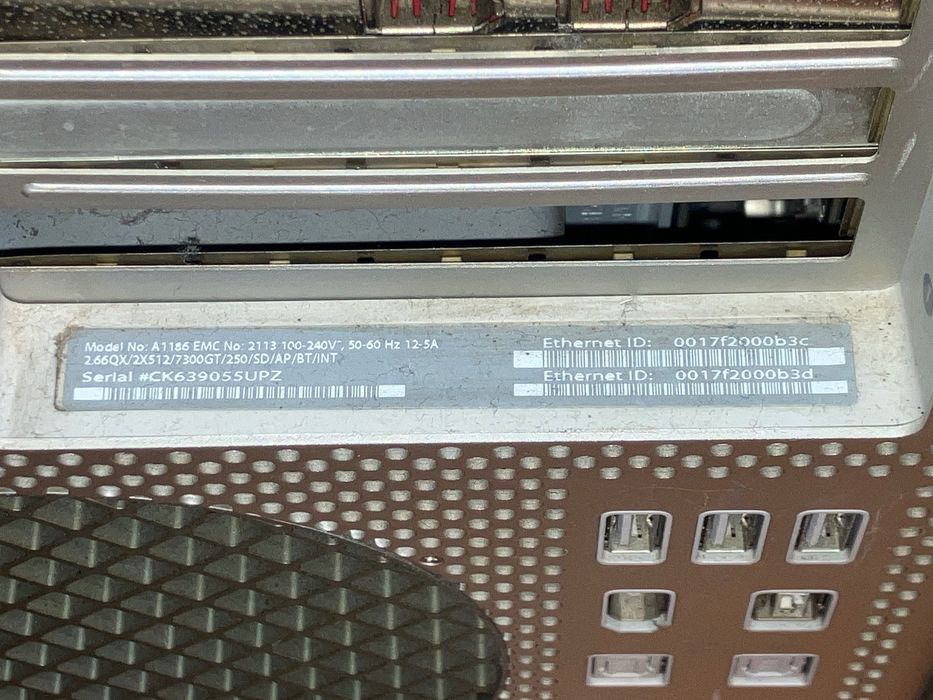 Model No: A1186 EMC No: 2113 100-240V~, 50-60 Hz 12-5A
2.66QX/2X512/7300GT/250/SD/AP/BT/INT
Serial #CK639055UPZ
Ethernet ID: 0017f2000b3c
Ethernet ID: 0017f2000b3d